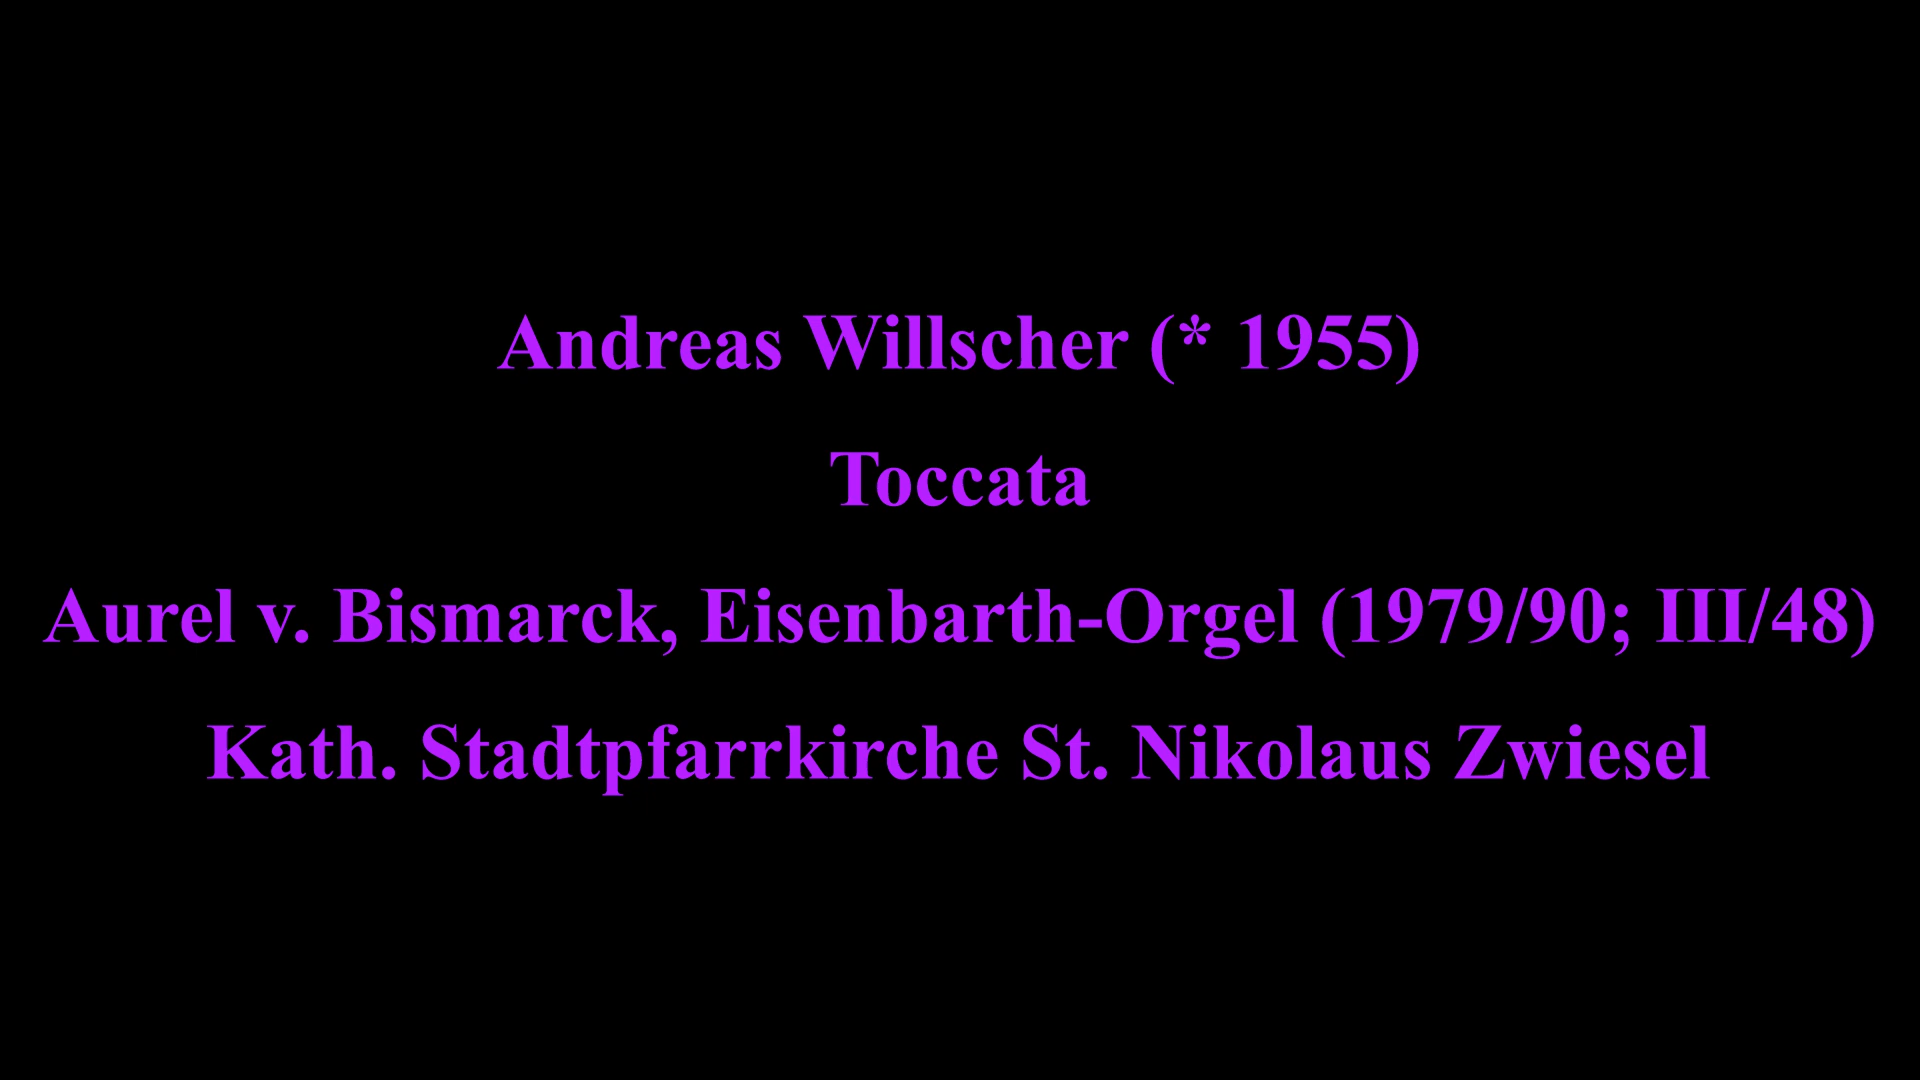 Andreas Willscher (* 1955)
Toccata
Aurel v. Bismarck, Eisenbarth-Orgel (1979/90; III/48)
Kath. Stadtpfarrkirche St. Nikolaus Zwiesel